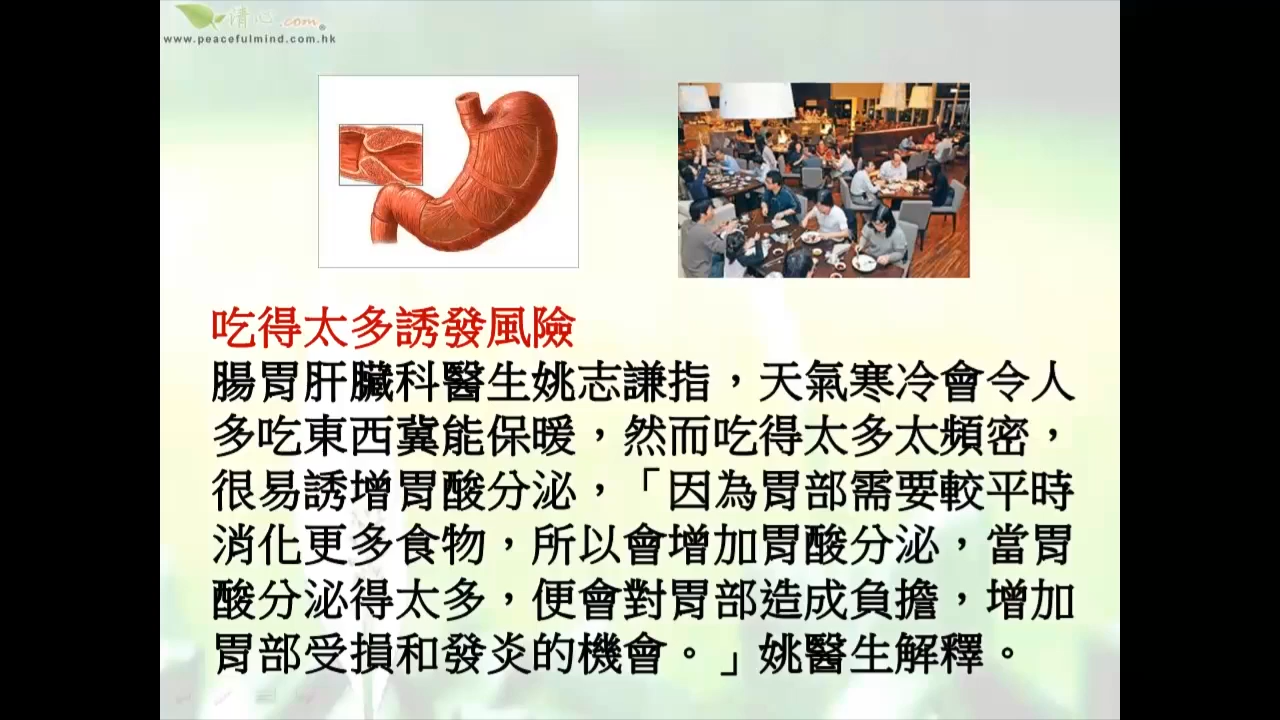 清心.com®
www.peacefulmind.com.hk
吃得太多誘發風險
腸胃肝臟科醫生姚志謙指，天氣寒冷會令人
多吃東西冀能保暖，然而吃得太多太頻密，
很易誘增胃酸分泌，「因為胃部需要較平時
消化更多食物，所以會增加胃酸分泌，當胃
酸分泌得太多，便會對胃部造成負擔，增加
胃部受損和發炎的機會。」姚醫生解釋。